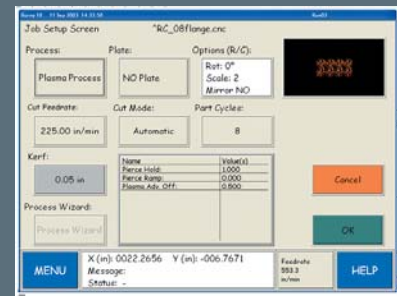 Job Setup Screen "RC_08flange.cnc
Process: Plate: Options (R/C):
Plasma Process NO Plate Rot: 0°
Scale: 2
Mirror NO
Cut Feedrate: Cut Mode: Part Cycles:
225.00 in/min Automatic 8
Kerf:
0.05 in
Name Value(s)
Pierce Hold: 1.000
Pierce Ramp: 0.000
Plasma Adv. Off: 0.500
Cancel
Process Wizard:
Process Wizard
OK
MENU
X (in): 0022.2656 Y (in): -006.7671
Message:
Status: -
Feedrate
553.3
in/min
HELP